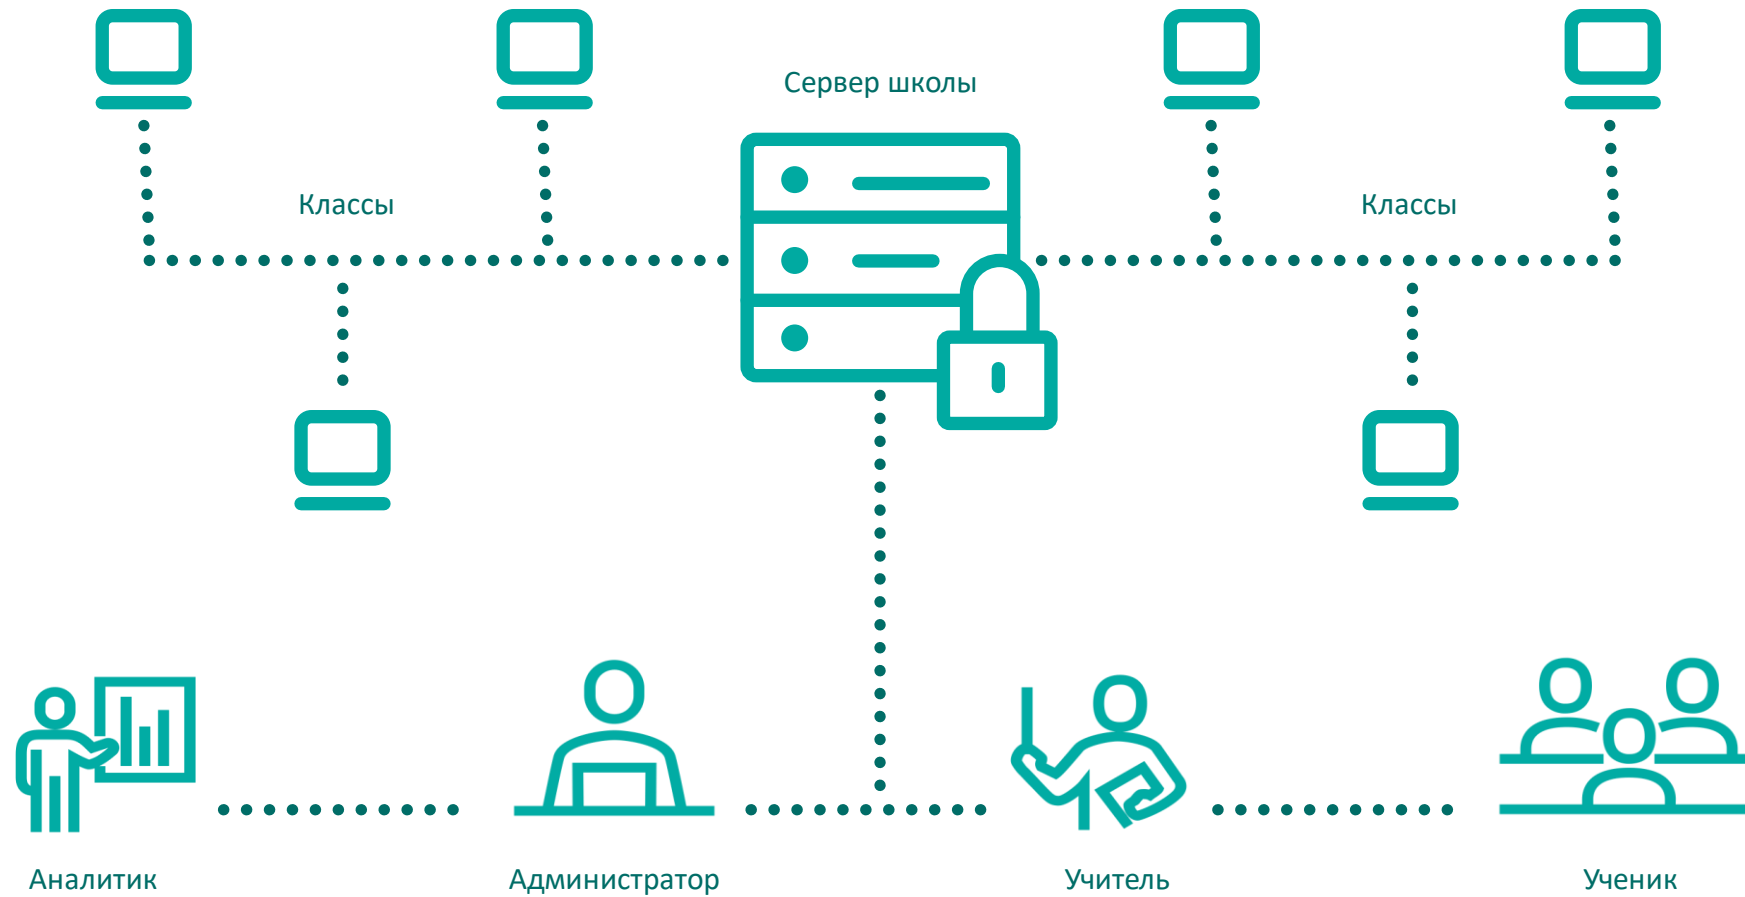 Сервер школы
Классы
Классы
Аналитик
Администратор
Учитель
Ученик